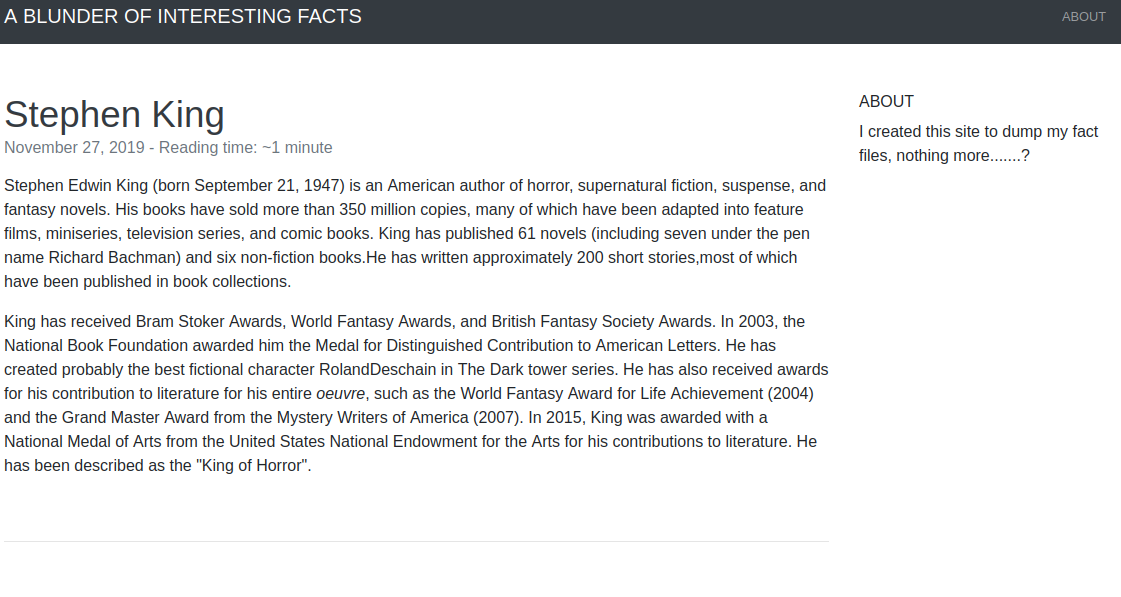 A BLUNDER OF INTERESTING FACTS
ABOUT
Stephen King
November 27, 2019 - Reading time: ~1 minute
Stephen Edwin King (born September 21, 1947) is an American author of horror, supernatural fiction, suspense, and
fantasy novels. His books have sold more than 350 million copies, many of which have been adapted into feature
films, miniseries, television series, and comic books. King has published 61 novels (including seven under the pen
name Richard Bachman) and six non-fiction books.He has written approximately 200 short stories,most of which
have been published in book collections.
King has received Bram Stoker Awards, World Fantasy Awards, and British Fantasy Society Awards. In 2003, the
National Book Foundation awarded him the Medal for Distinguished Contribution to American Letters. He has
created probably the best fictional character RolandDeschain in The Dark tower series. He has also received awards
for his contribution to literature for his entire oeuvre, such as the World Fantasy Award for Life Achievement (2004)
and the Grand Master Award from the Mystery Writers of America (2007). In 2015, King was awarded with a
National Medal of Arts from the United States National Endowment for the Arts for his contributions to literature. He
has been described as the "King of Horror".
ABOUT
I created this site to dump my fact
files, nothing more.......?